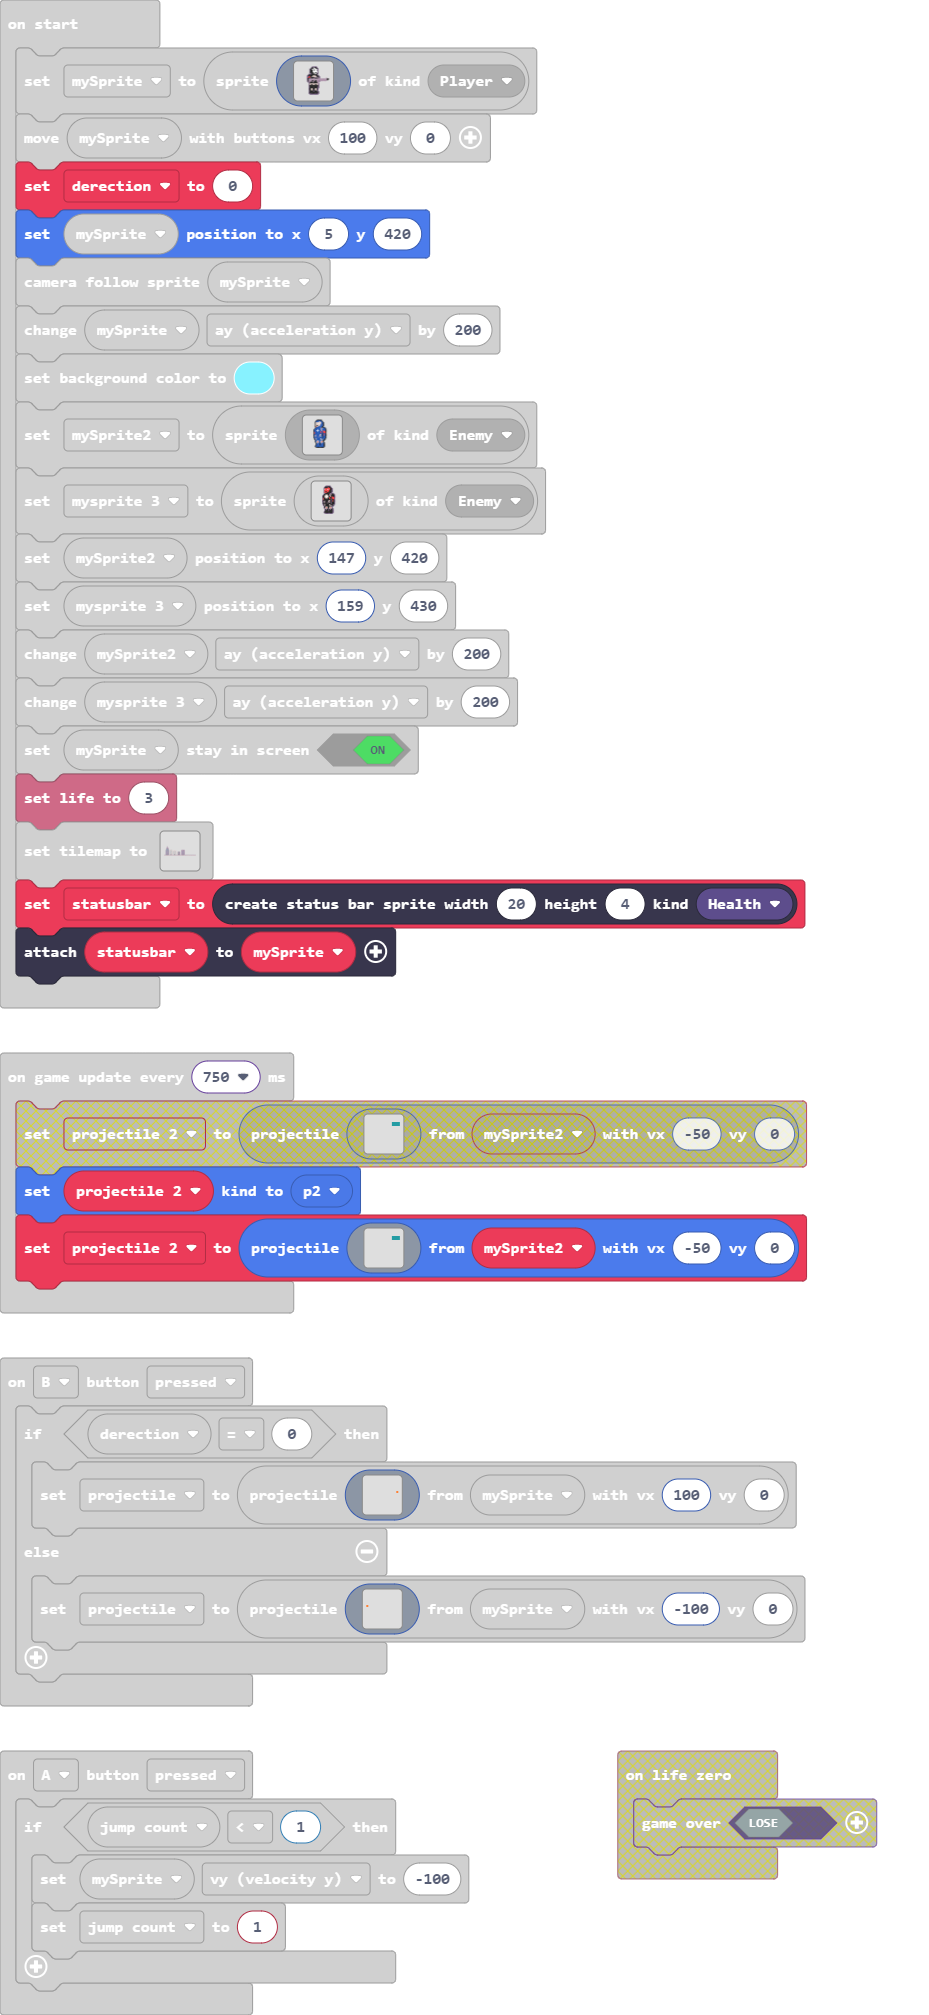 on start
set mySprite to sprite of kind Player
move mySprite with buttons vx 100 vy 0
set derection to 0
set mySprite position to x 5 y 420
camera follow sprite mySprite
change mySprite ay (acceleration y) by 200
set background color to
set mySprite2 to sprite of kind Enemy
set mysprite 3 to sprite of kind Enemy
set mySprite2 position to x 147 y 420
set mysprite 3 position to x 159 y 430
change mySprite2 ay (acceleration y) by 200
change mysprite 3 ay (acceleration y) by 200
set mySprite stay in screen ON
set life to 3
set tilemap to
set statusbar to create status bar sprite width 20 height 4 kind Health
attach statusbar to mySprite
on game update every 750 ms
set projectile 2 to projectile from mySprite2 with vx -50 vy 0
set projectile 2 kind to p2
set projectile 2 to projectile from mySprite2 with vx -50 vy 0
on B button pressed
if derection = 0 then
set projectile to projectile from mySprite with vx 100 vy 0
else
set projectile to projectile from mySprite with vx -100 vy 0
on A button pressed
if jump count < 1 then
set mySprite vy (velocity y) to -100
set jump count to 1
on life zero
game over LOSE